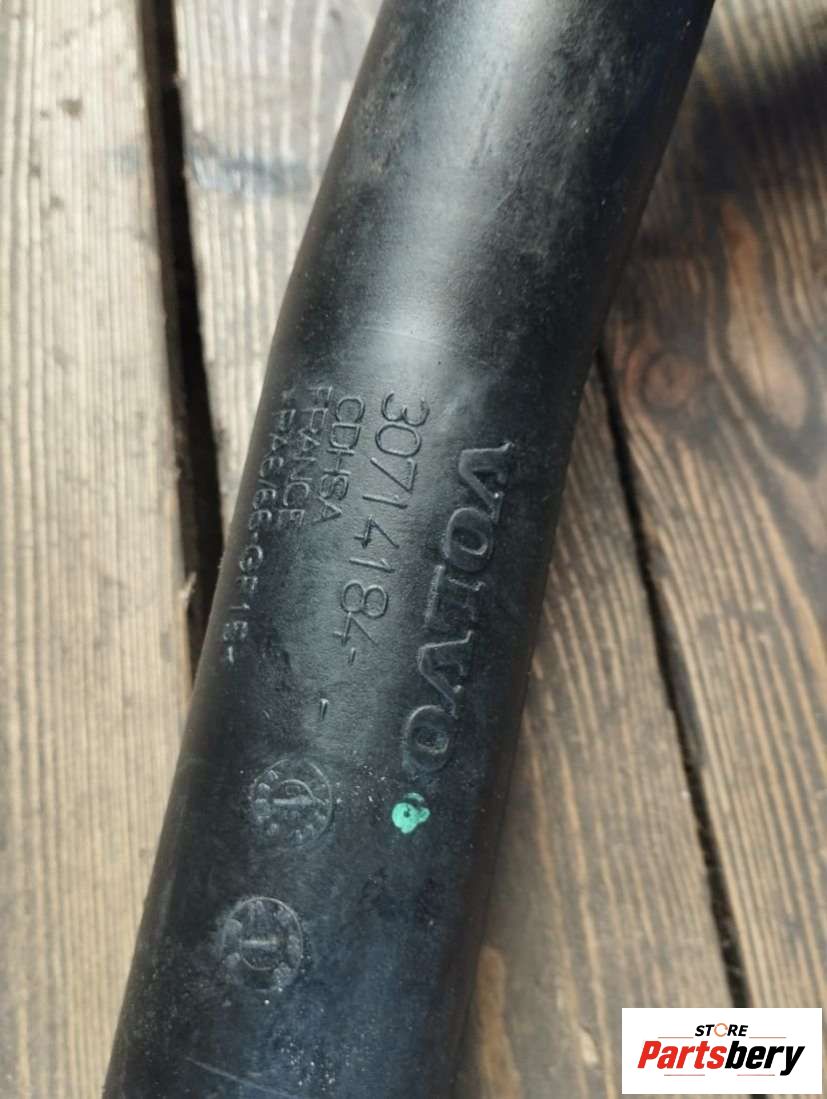 VOLVO
30714184- -
CDHSA
FRANCE
STORE
Partsbery